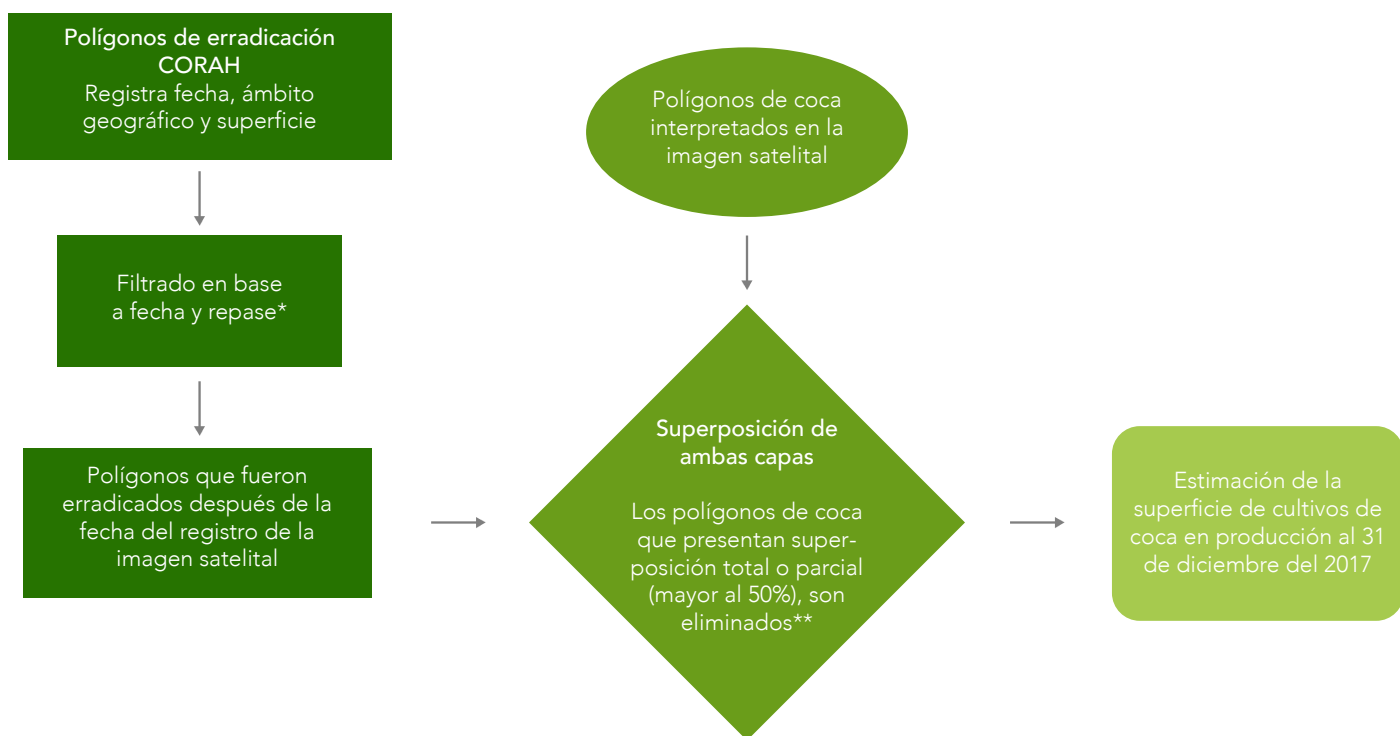 Polígonos de erradicación
CORAH
Registra fecha, ámbito
geográfico y superficie
Filtrado en base
a fecha y repase*
Polígonos que fueron
erradicados después de la
fecha del registro de la
imagen satelital
Polígonos de coca
interpretados en la
imagen satelital
Superposición de
ambas capas
Los polígonos de coca
que presentan super-
posición total o parcial
(mayor al 50%), son
eliminados**
Estimación de la
superficie de cultivos de
coca en producción al 31
de diciembre del 2017